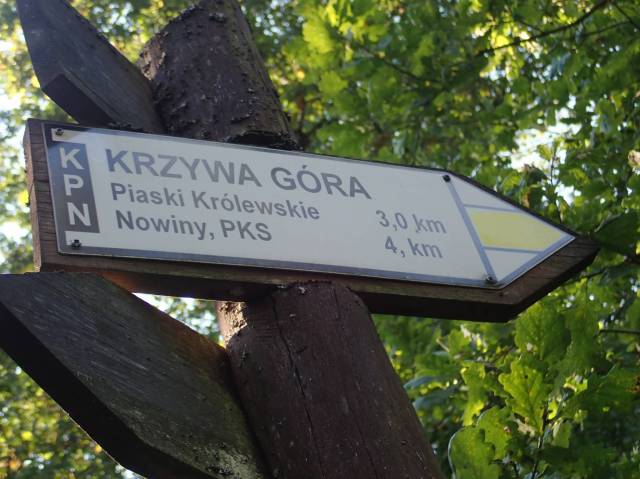 KPN
KRZYWA GÓRA
Piaski Królewskie 3,0 km
Nowiny, PKS 4, km